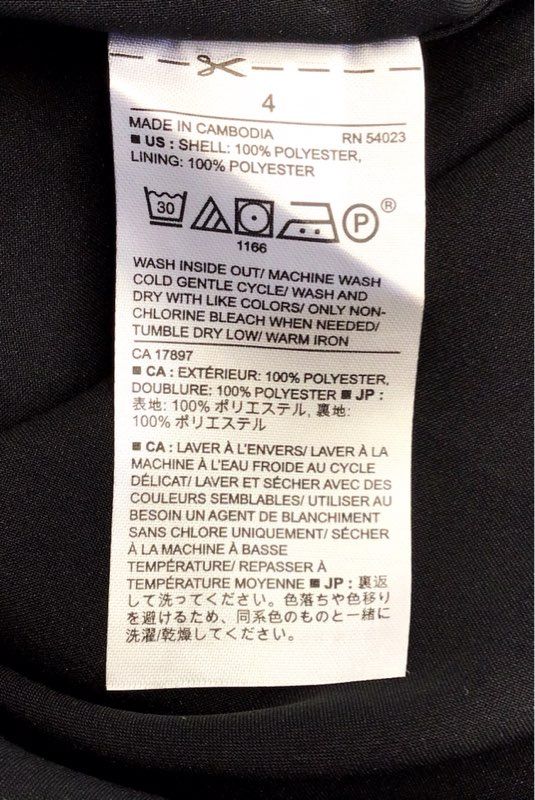 4
MADE IN CAMBODIA RN 54023
■ US : SHELL: 100% POLYESTER,
LINING: 100% POLYESTER
30 P ®
1166
WASH INSIDE OUT/ MACHINE WASH
COLD GENTLE CYCLE/ WASH AND
DRY WITH LIKE COLORS/ ONLY NON-
CHLORINE BLEACH WHEN NEEDED/
TUMBLE DRY LOW/ WARM IRON
CA 17897
■ CA : EXTÉRIEUR: 100% POLYESTER,
DOUBLURE: 100% POLYESTER ■ JP :
表地: 100% ポリエステル, 裏地:
100% ポリエステル
■ CA : LAVER À L'ENVERS/ LAVER À LA
MACHINE À L'EAU FROIDE AU CYCLE
DÉLICAT/ LAVER ET SÉCHER AVEC DES
COULEURS SEMBLABLES/ UTILISER AU
BESOIN UN AGENT DE BLANCHIMENT
SANS CHLORE UNIQUEMENT/ SÉCHER
À LA MACHINE À BASSE
TEMPÉRATURE/ REPASSER À
TEMPÉRATURE MOYENNE ■ JP : 裏返
して洗ってください。色落ちや色移り
を避けるため、同系色のものと一緒に
洗濯/乾燥してください。